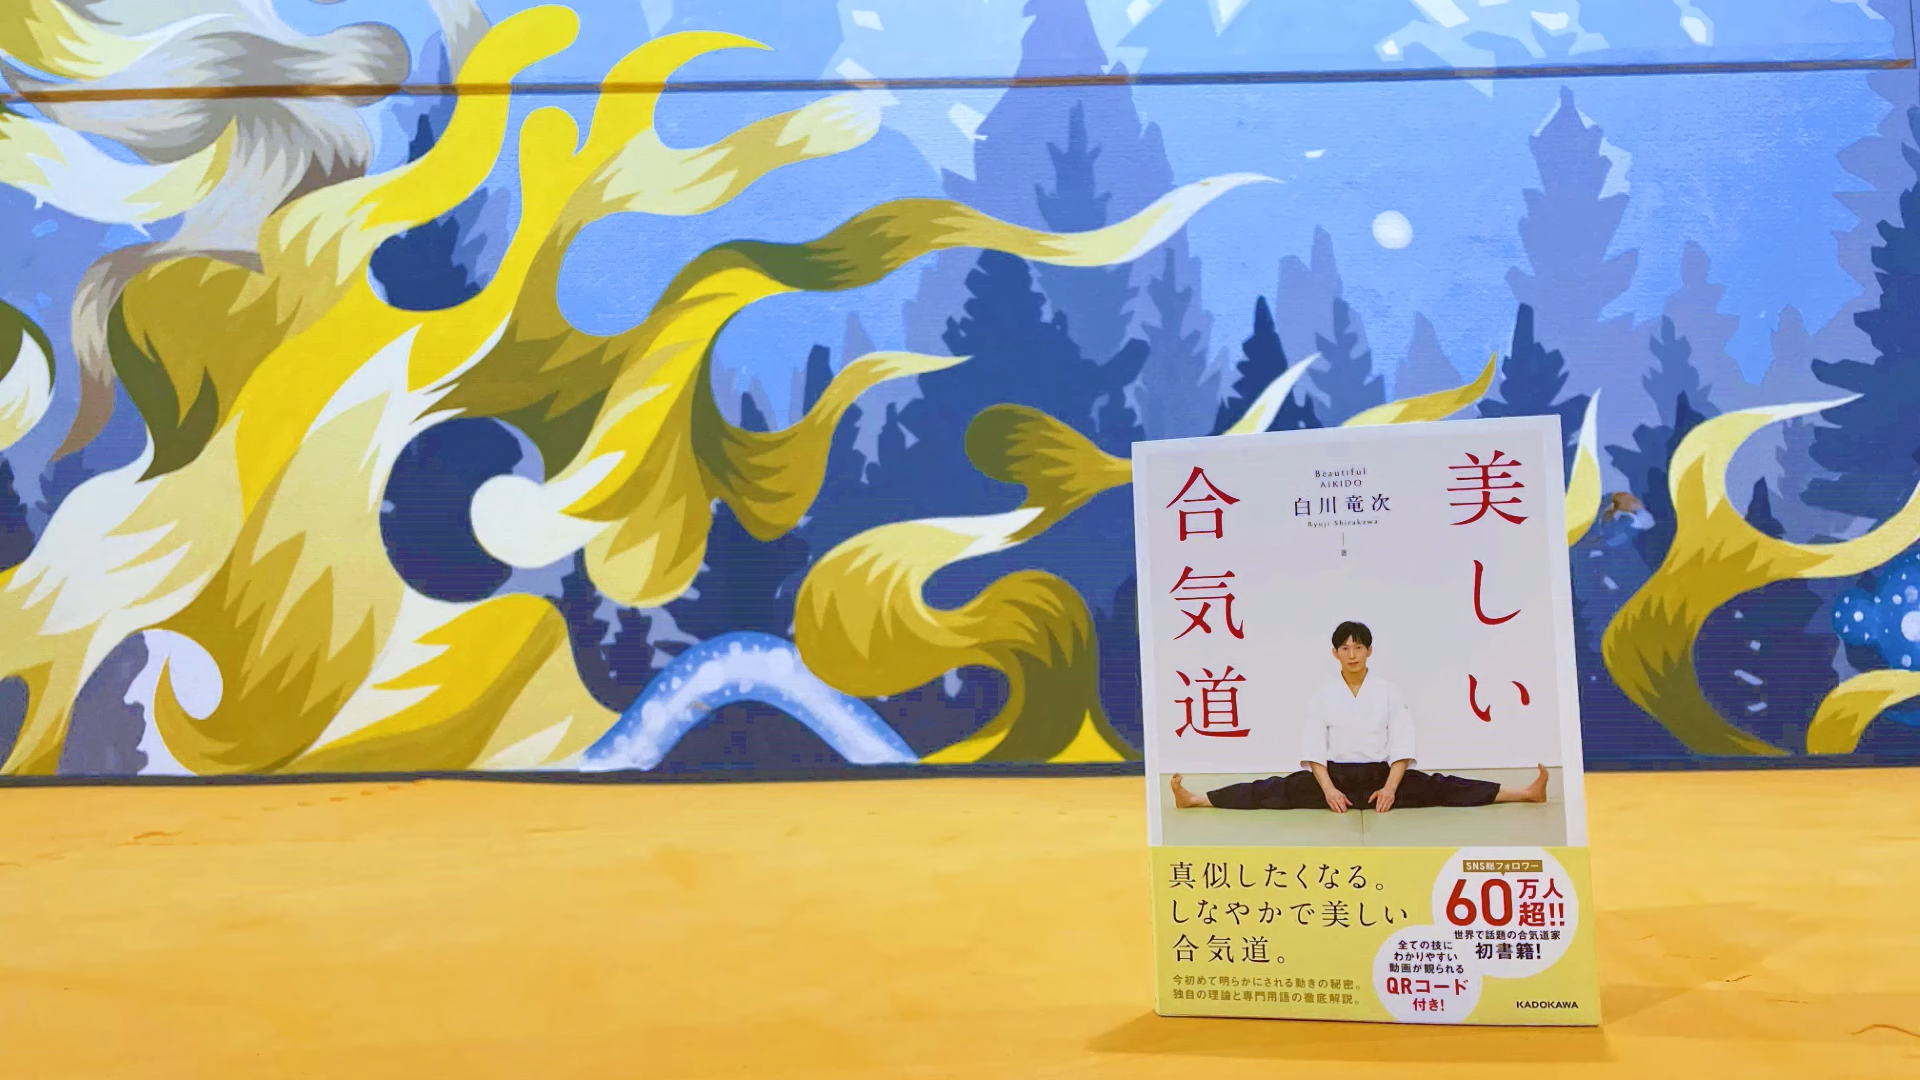 美しい
合気道
Beautiful
AIKIDO
白川竜次
Ryuji Shirakawa
著
真似したくなる。
しなやかで美しい
合気道。
今初めて明らかにされる動きの秘密。
独自の理論と専門用語の徹底解説。
SNS総フォロワー
60万人
超!!
世界で話題の合気道家
初書籍!
全ての技に
わかりやすい
動画が観られる
QRコード
付き!
KADOKAWA